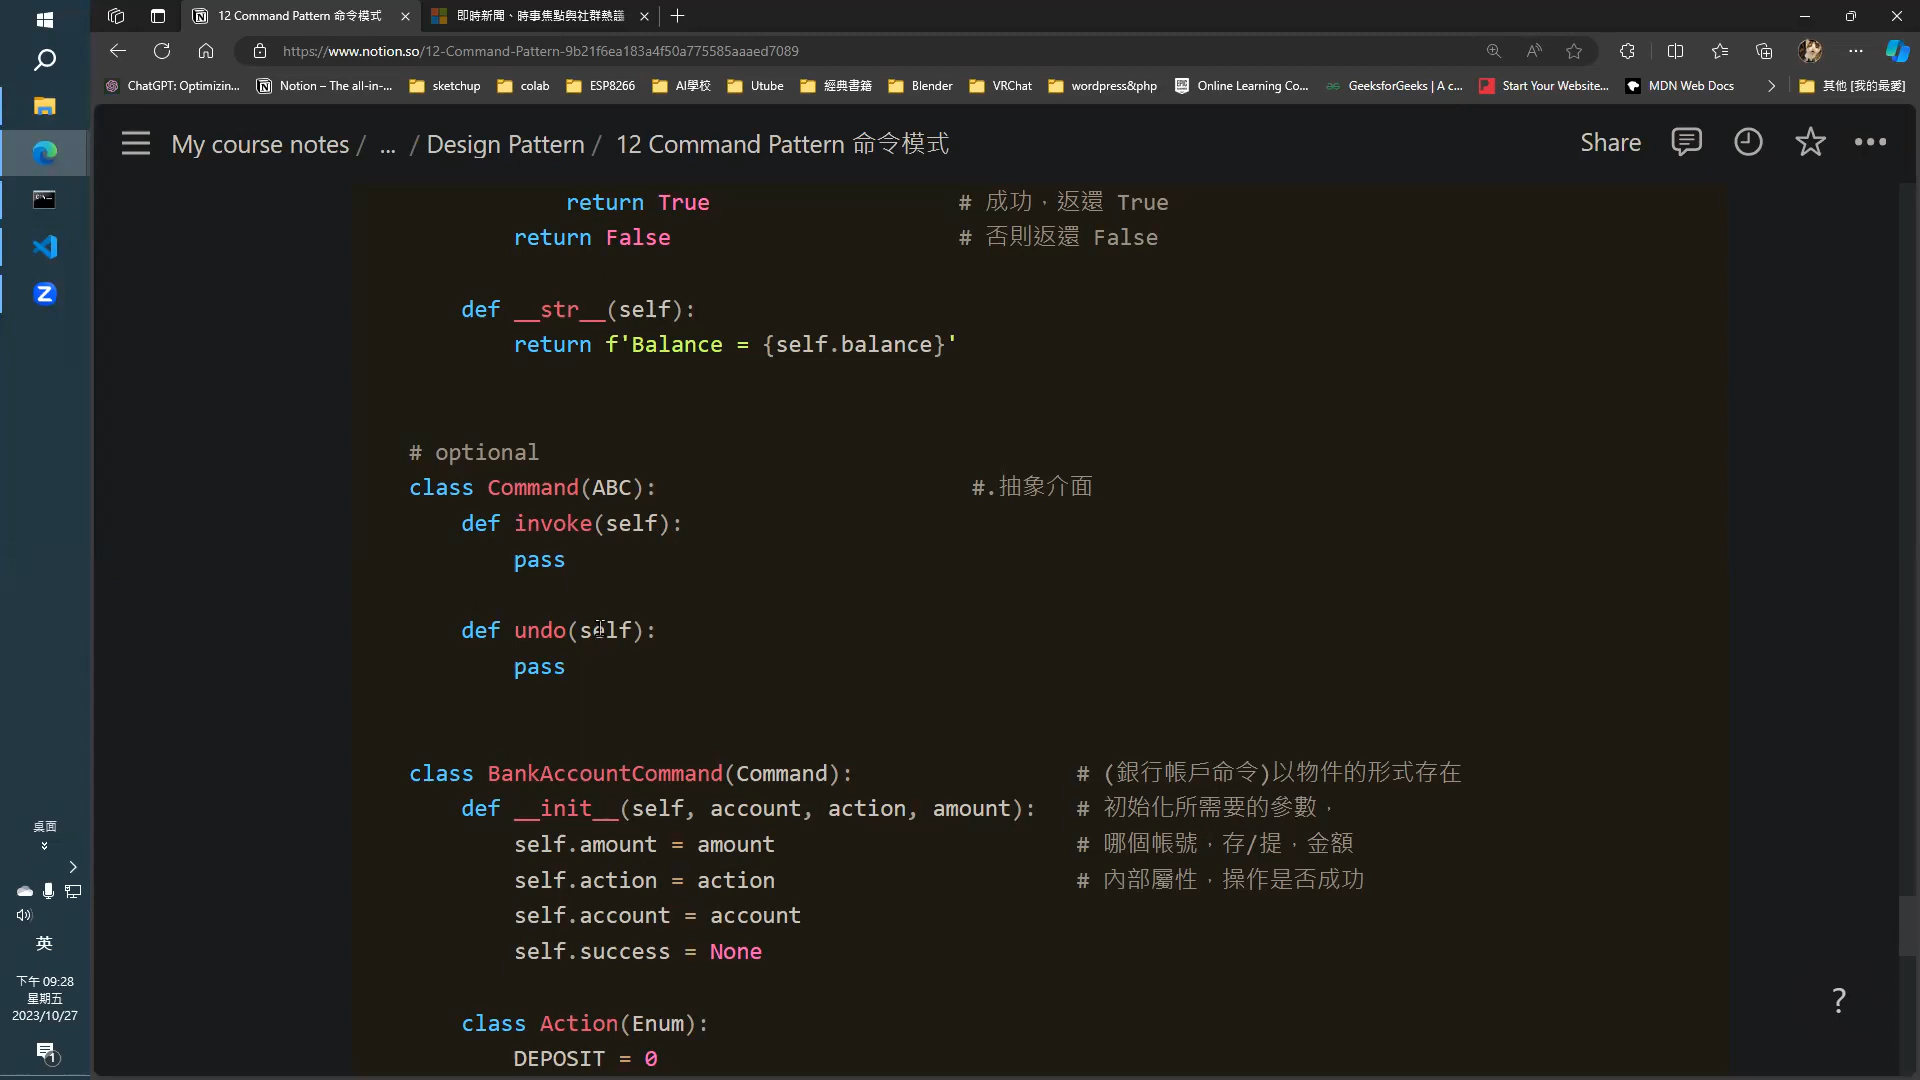 12 Command Pattern 命令模式
即時新聞、時事焦點與社群熱議
https://www.notion.so/12-Command-Pattern-9b21f6ea183a4f50a775585aaaed7089
ChatGPT: Optimizin...
Notion – The all-in-...
sketchup
colab
ESP8266
AI學校
Utube
經典書籍
Blender
VRChat
wordpress&php
Online Learning Co...
GeeksforGeeks | A c...
Start Your Website...
MDN Web Docs
其他 [我的最愛]
My course notes / ... / Design Pattern / 12 Command Pattern 命令模式
Share
return True # 成功，返還 True
return False # 否則返還 False
def __str__(self):
return f'Balance = {self.balance}'
# optional
class Command(ABC): #.抽象介面
def invoke(self):
pass
def undo(self):
pass
class BankAccountCommand(Command): # (銀行帳戶命令)以物件的形式存在
def __init__(self, account, action, amount): # 初始化所需要的參數，
self.amount = amount # 哪個帳號，存/提，金額
self.action = action # 內部屬性，操作是否成功
self.account = account
self.success = None
class Action(Enum):
DEPOSIT = 0
?
桌面
英
下午 09:28
星期五
2023/10/27
1